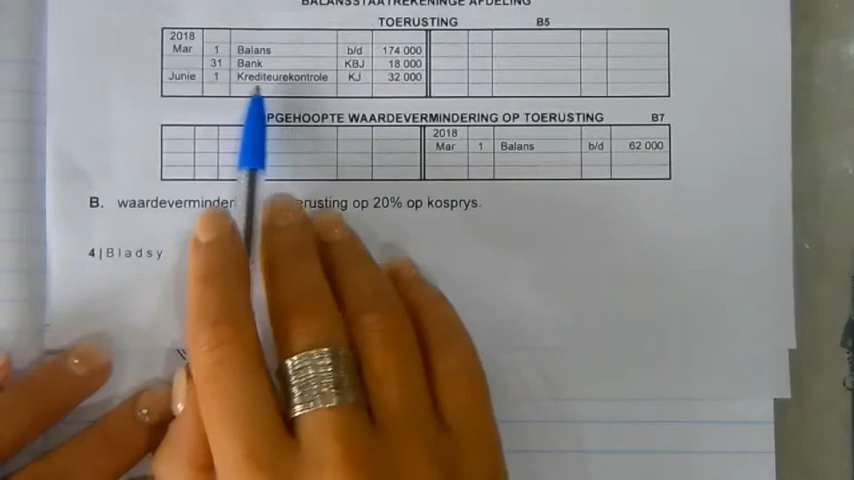 BALANSSTAATREKENINGE AFDELING
TOERUSTING B5
2018
Mar 1 Balans b/d 174 000
31 Bank KBJ 18 000
Junie 1 Krediteurekontrole KJ 32 000
PGEHOOPTE WAARDEVERMINDERING OP TOERUSTING B7
2018
Mar 1 Balans b/d 62 000
B. waardeverminder erusting op 20% op kosprys.
4 | B l a d s y